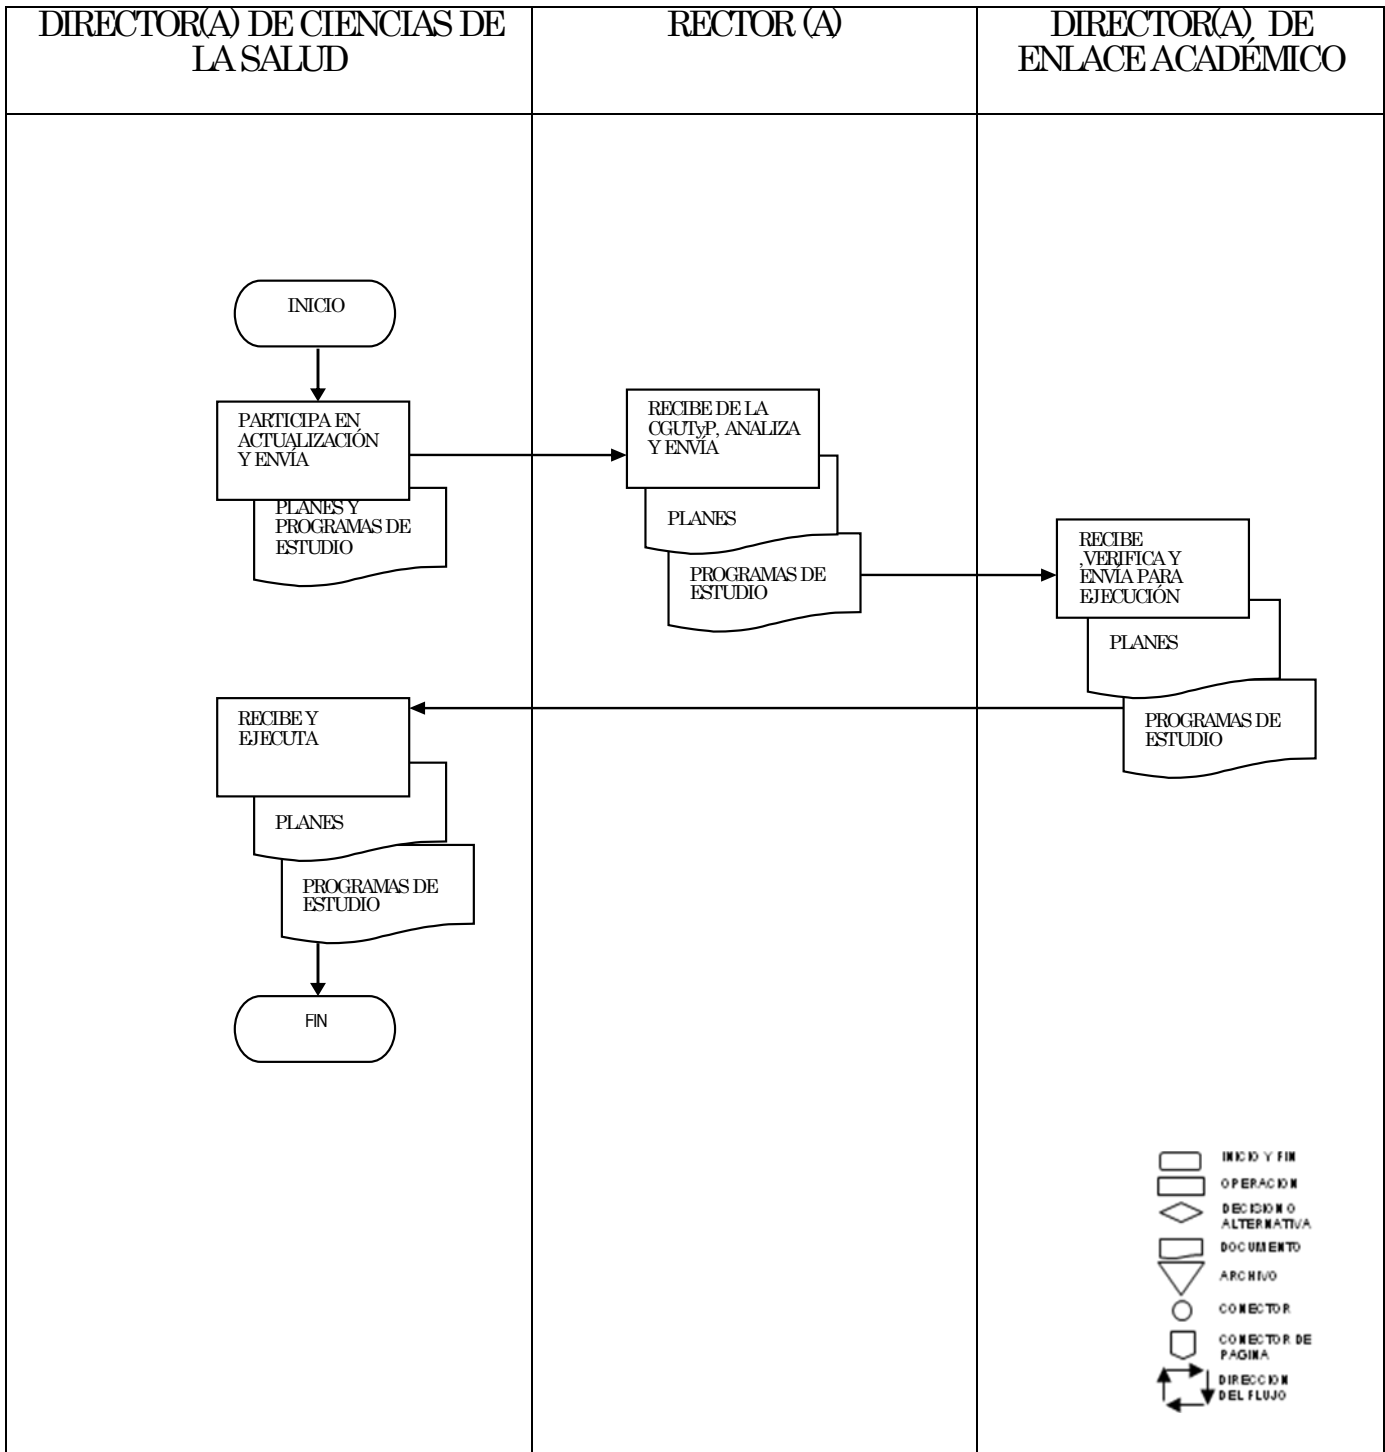 DIRECTOR(A) DE CIENCIAS DE
LA SALUD
RECTOR (A)
DIRECTOR(A) DE
ENLACE ACADÉMICO
INICIO
PARTICIPA EN
ACTUALIZACIÓN
Y ENVÍA
PLANES Y
PROGRAMAS DE
ESTUDIO
RECIBE DE LA
CGUTyP, ANALIZA
Y ENVÍA
PLANES
PROGRAMAS DE
ESTUDIO
RECIBE
,VERIFICA Y
ENVÍA PARA
EJECUCIÓN
PLANES
PROGRAMAS DE
ESTUDIO
RECIBE Y
EJECUTA
PLANES
PROGRAMAS DE
ESTUDIO
FIN
INICIO Y FIN
OPERACION
DECISION O
ALTERNATIVA
DOCUMENTO
ARCHIVO
CONECTOR
CONECTOR DE
PAGINA
DIRECCION
DEL FLUJO